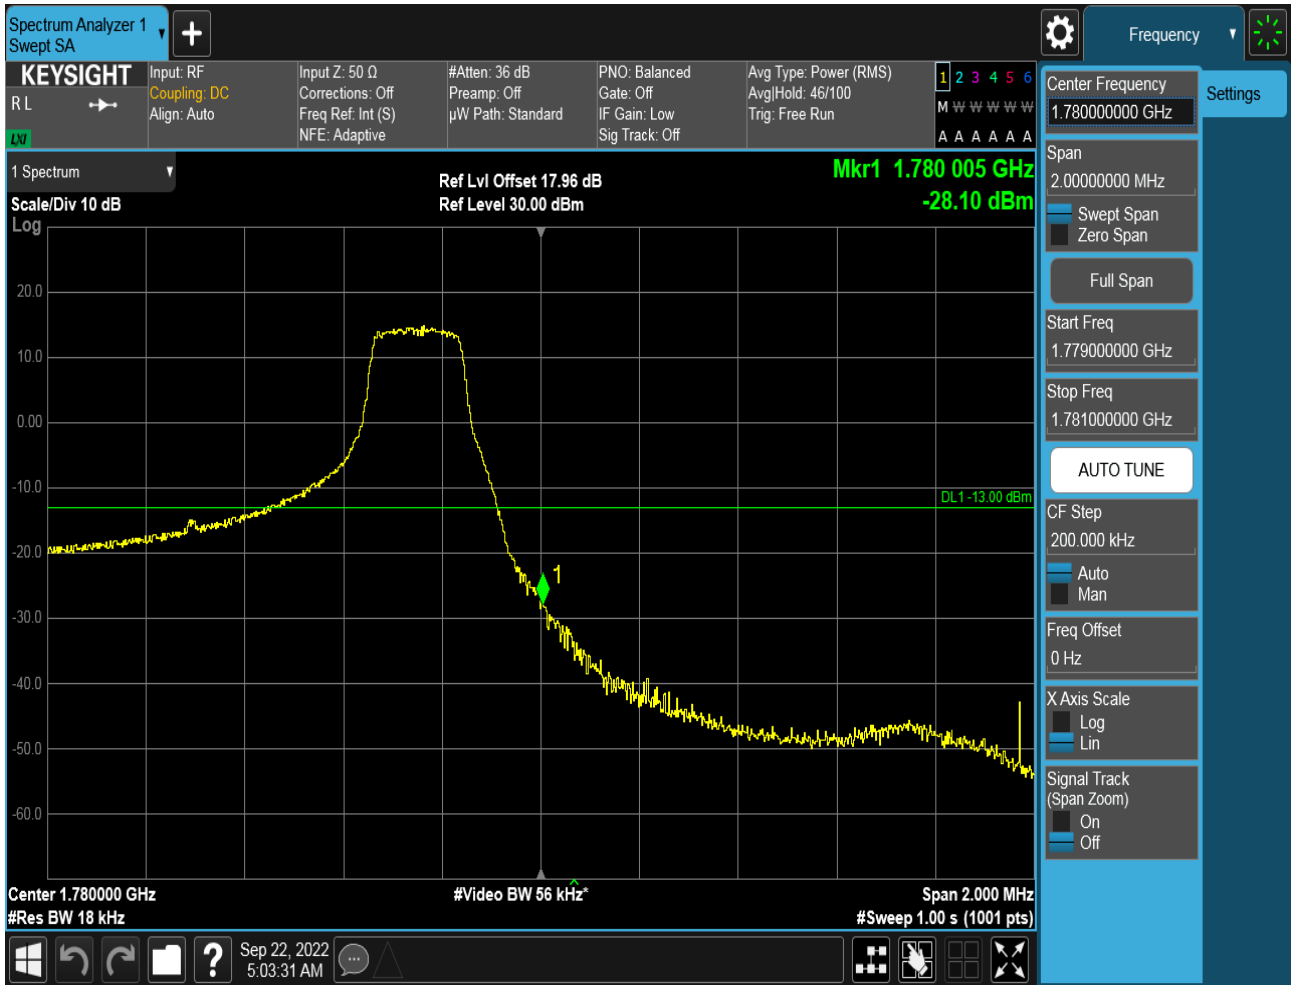 Spectrum Analyzer 1
Swept SA
Frequency
KEYSIGHT
R L
LXI
Input: RF
Coupling: DC
Align: Auto
Input Z: 50 Ω
Corrections: Off
Freq Ref: Int (S)
NFE: Adaptive
#Atten: 36 dB
Preamp: Off
µW Path: Standard
PNO: Balanced
Gate: Off
IF Gain: Low
Sig Track: Off
Avg Type: Power (RMS)
Avg|Hold: 46/100
Trig: Free Run
1 2 3 4 5 6
M W W W W W
A A A A A A
1 Spectrum
Scale/Div 10 dB
Log
Ref Lvl Offset 17.96 dB
Ref Level 30.00 dBm
Mkr1 1.780 005 GHz
-28.10 dBm
20.0
10.0
0.00
-10.0
-20.0
-30.0
-40.0
-50.0
-60.0
DL1 -13.00 dBm
1
Center 1.780000 GHz
#Res BW 18 kHz
#Video BW 56 kHz*
Span 2.000 MHz
#Sweep 1.00 s (1001 pts)
Center Frequency
1.780000000 GHz
Settings
Span
2.00000000 MHz
Swept Span
Zero Span
Full Span
Start Freq
1.779000000 GHz
Stop Freq
1.781000000 GHz
AUTO TUNE
CF Step
200.000 kHz
Auto
Man
Freq Offset
0 Hz
X Axis Scale
Log
Lin
Signal Track
(Span Zoom)
On
Off
?
Sep 22, 2022
5:03:31 AM